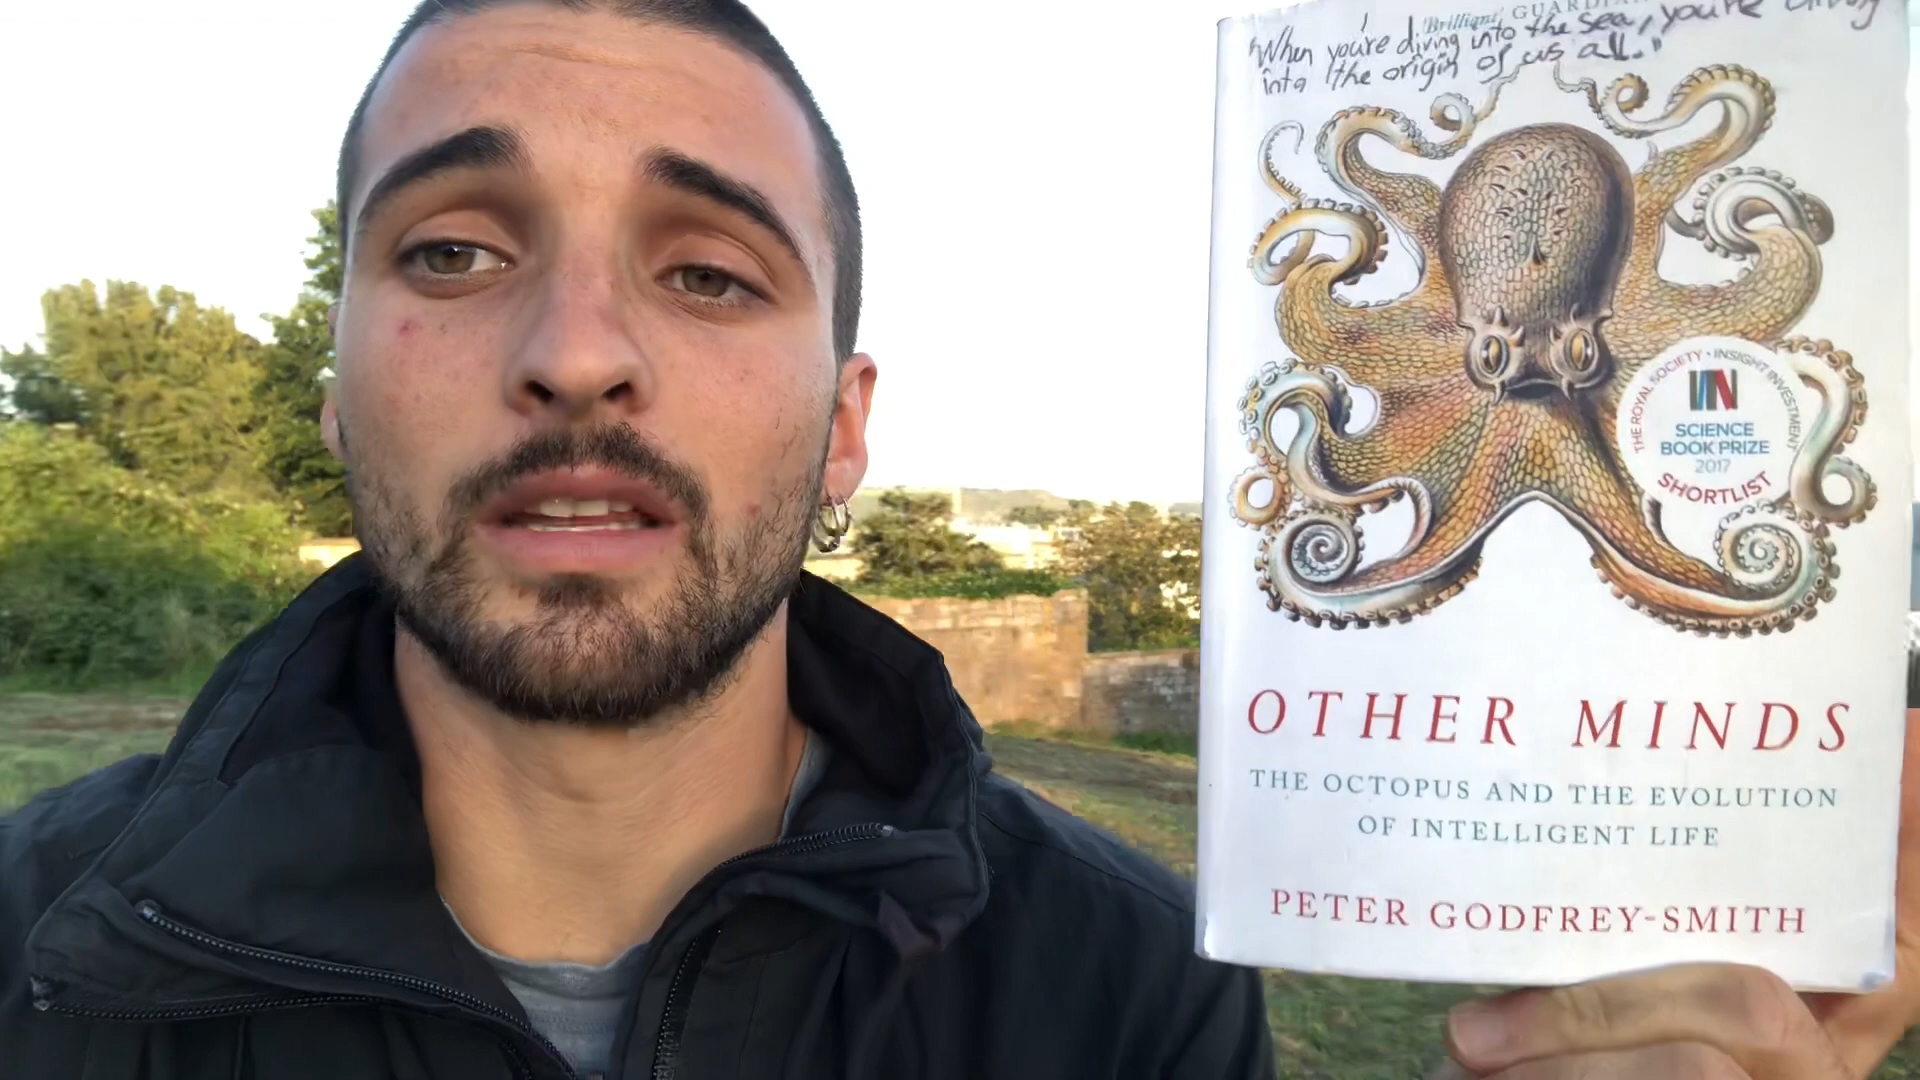 'Brilliant' GUARDIAN
"When you're diving into the sea, you're diving
into the origin of us all."
THE ROYAL SOCIETY • INSIGHT INVESTMENT
SCIENCE
BOOK PRIZE
2017
SHORTLIST
OTHER MINDS
THE OCTOPUS AND THE EVOLUTION
OF INTELLIGENT LIFE
PETER GODFREY-SMITH